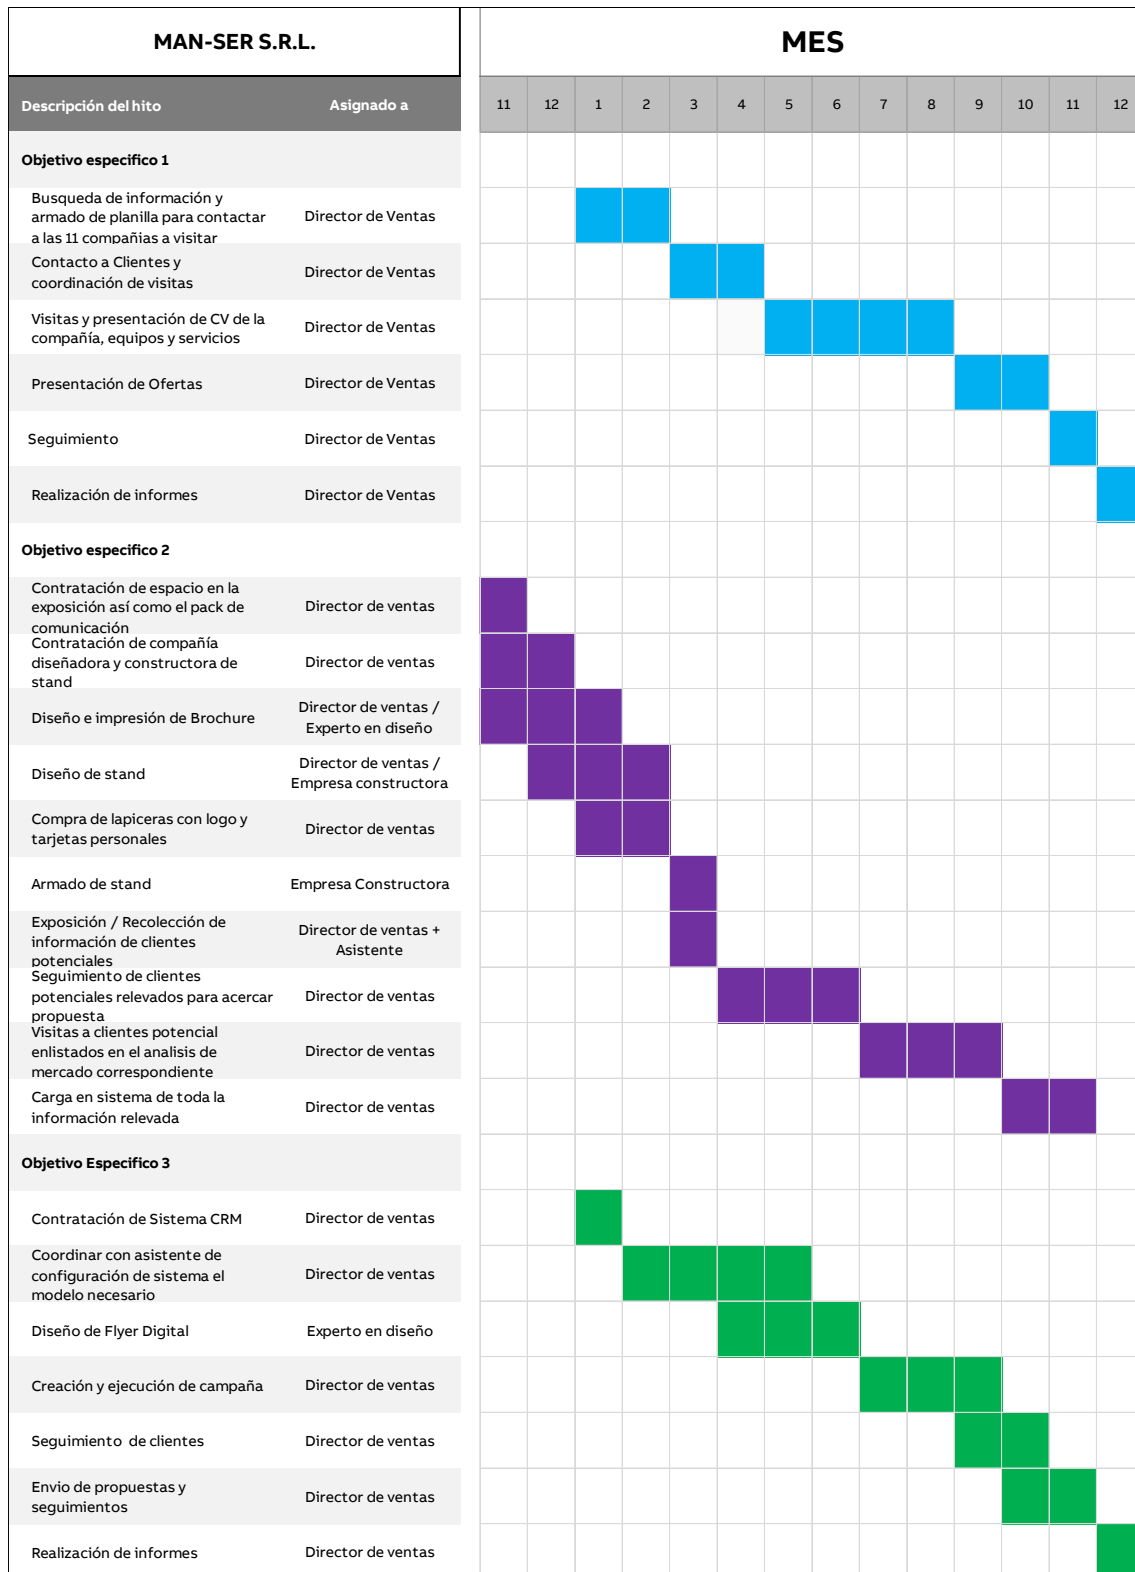 MAN-SER S.R.L.
MES
Descripción del hito Asignado a 11 12 1 2 3 4 5 6 7 8 9 10 11 12
Objetivo especifico 1
Busqueda de información y
armado de planilla para contactar
a las 11 compañias a visitar
Director de Ventas
Contacto a Clientes y
coordinación de visitas
Director de Ventas
Visitas y presentación de CV de la
compañía, equipos y servicios
Director de Ventas
Presentación de Ofertas
Director de Ventas
Seguimiento
Director de Ventas
Realización de informes
Director de Ventas
Objetivo especifico 2
Contratación de espacio en la
exposición así como el pack de
comunicación
Director de ventas
Contratación de compañía
diseñadora y constructora de
stand
Director de ventas
Diseño e impresión de Brochure
Director de ventas /
Experto en diseño
Diseño de stand
Director de ventas /
Empresa constructora
Compra de lapiceras con logo y
tarjetas personales
Director de ventas
Armado de stand
Empresa Constructora
Exposición / Recolección de
información de clientes
potenciales
Director de ventas +
Asistente
Seguimiento de clientes
potenciales relevados para acercar
propuesta
Director de ventas
Visitas a clientes potencial
enlistados en el analisis de
mercado correspondiente
Director de ventas
Carga en sistema de toda la
información relevada
Director de ventas
Objetivo Especifico 3
Contratación de Sistema CRM
Director de ventas
Coordinar con asistente de
configuración de sistema el
modelo necesario
Director de ventas
Diseño de Flyer Digital
Experto en diseño
Creación y ejecución de campaña
Director de ventas
Seguimiento de clientes
Director de ventas
Envio de propuestas y
seguimientos
Director de ventas
Realización de informes
Director de ventas